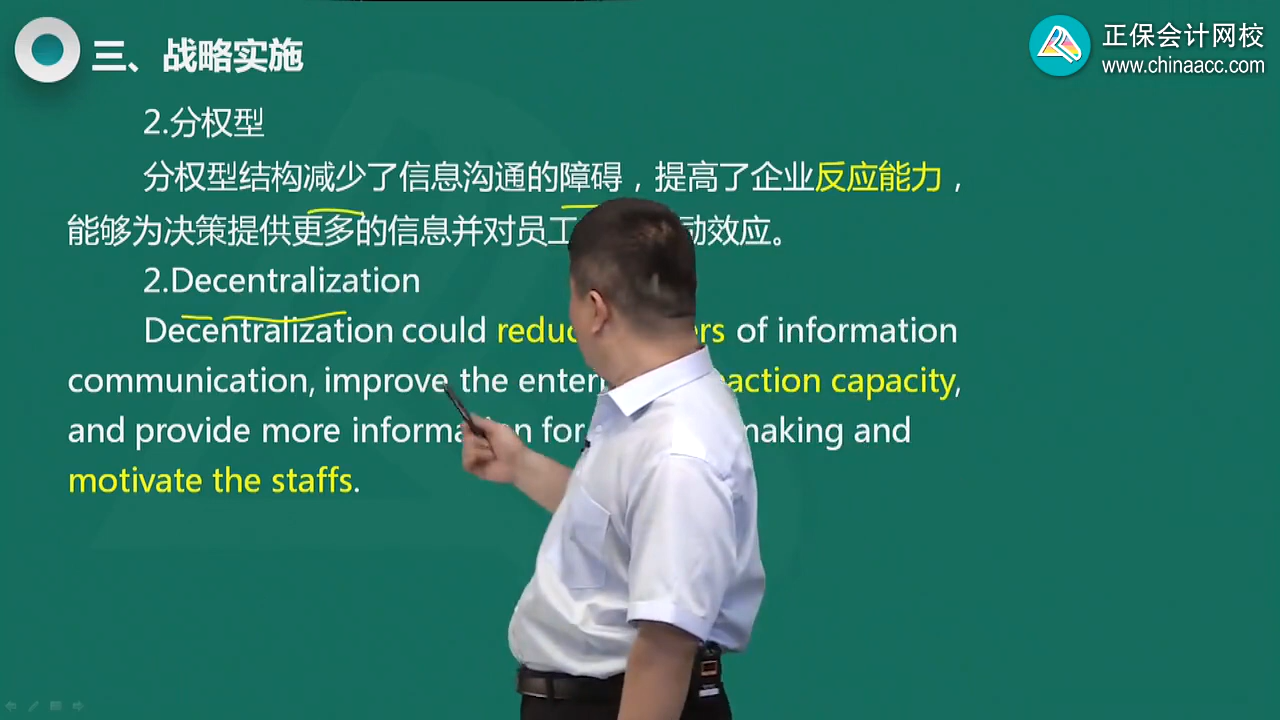 三、战略实施
正保会计网校
www.chinaacc.com
2.分权型
分权型结构减少了信息沟通的障碍，提高了企业反应能力，
能够为决策提供更多的信息并对员工 效应。
2.Decentralization
Decentralization could of information
communication, improve the capacity,
and provide more for and
motivate the staffs.